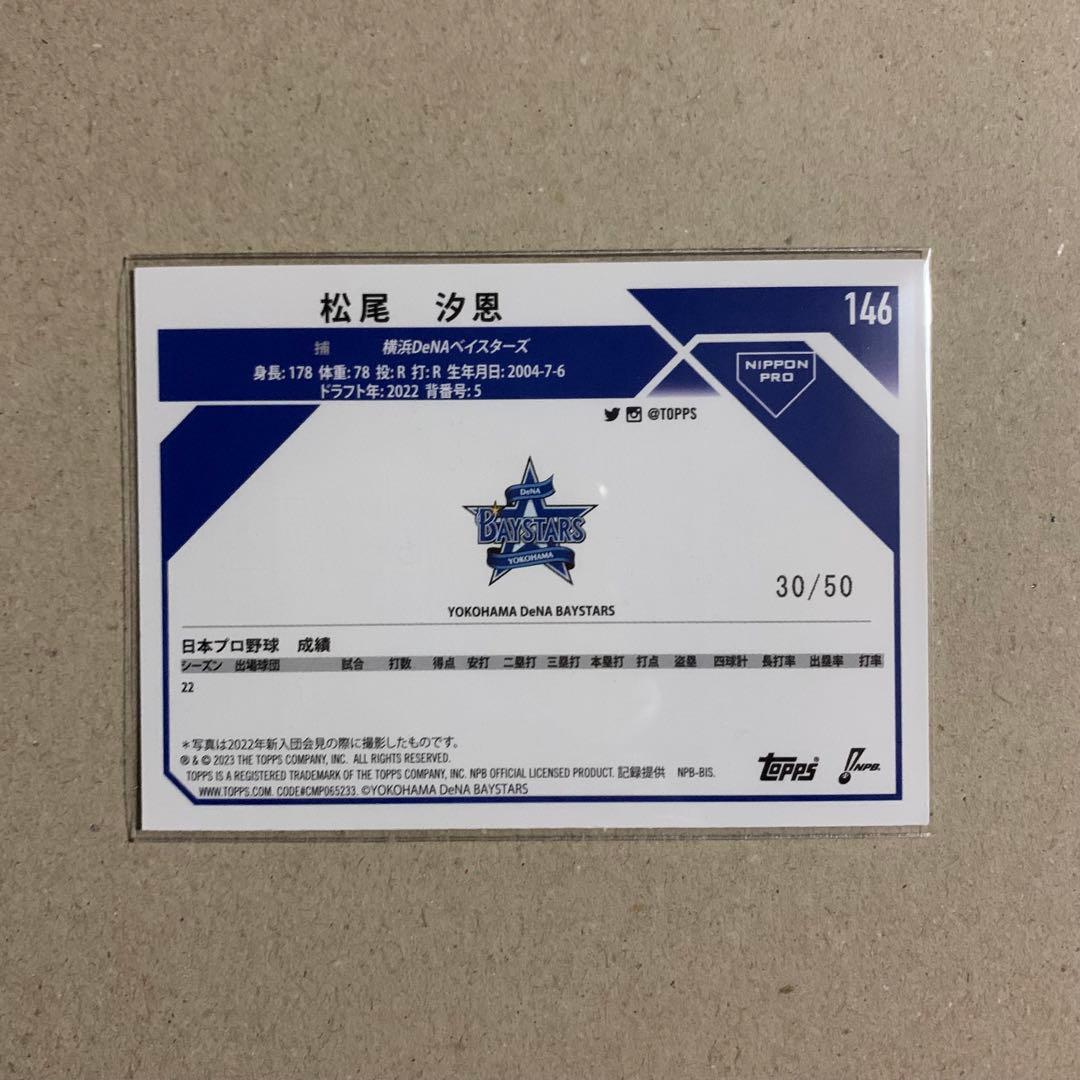 松尾 汐恩
146
捕 横浜DeNAベイスターズ
身長: 178 体重: 78 投: R 打: R 生年月日: 2004-7-6
ドラフト年: 2022 背番号: 5
NIPPON
PRO
@TOPPS
DeNA
BAYSTARS
YOKOHAMA
30/50
YOKOHAMA DeNA BAYSTARS
日本プロ野球 成績
シーズン 出場球団 試合 打数 得点 安打 二塁打 三塁打 本塁打 打点 盗塁 四球計 長打率 出塁率 打率
22
*写真は2022年新入団会見の際に撮影したものです。
® & © 2023 THE TOPPS COMPANY, INC. ALL RIGHTS RESERVED.
TOPPS IS A REGISTERED TRADEMARK OF THE TOPPS COMPANY, INC. NPB OFFICIAL LICENSED PRODUCT. 記録提供 NPB-BIS.
WWW.TOPPS.COM. CODE#CMP065233. ©YOKOHAMA DeNA BAYSTARS
topps
NPB.